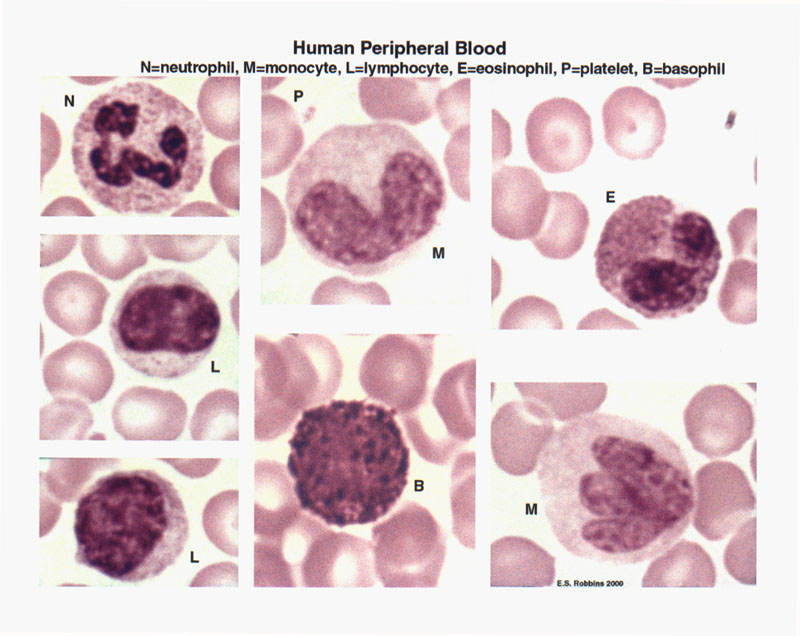 Human Peripheral Blood
N=neutrophil, M=monocyte, L=lymphocyte, E=eosinophil, P=platelet, B=basophil
N
P
M
E
L
B
M
L
E.S. Robbins 2000